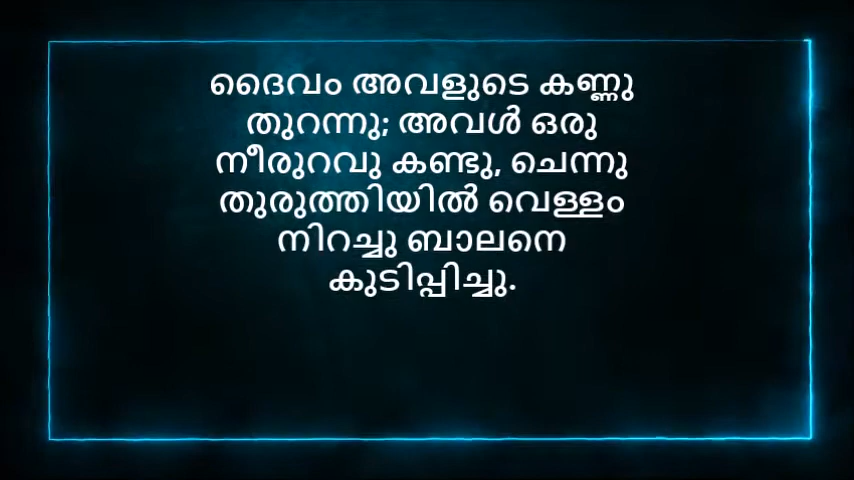 ദൈവം അവളുടെ കണ്ണു
തുറന്നു; അവൾ ഒരു
നീരുറവു കണ്ടു, ചെന്നു
തുരുത്തിയിൽ വെള്ളം
നിറച്ചു ബാലനെ
കുടിപ്പിച്ചു.